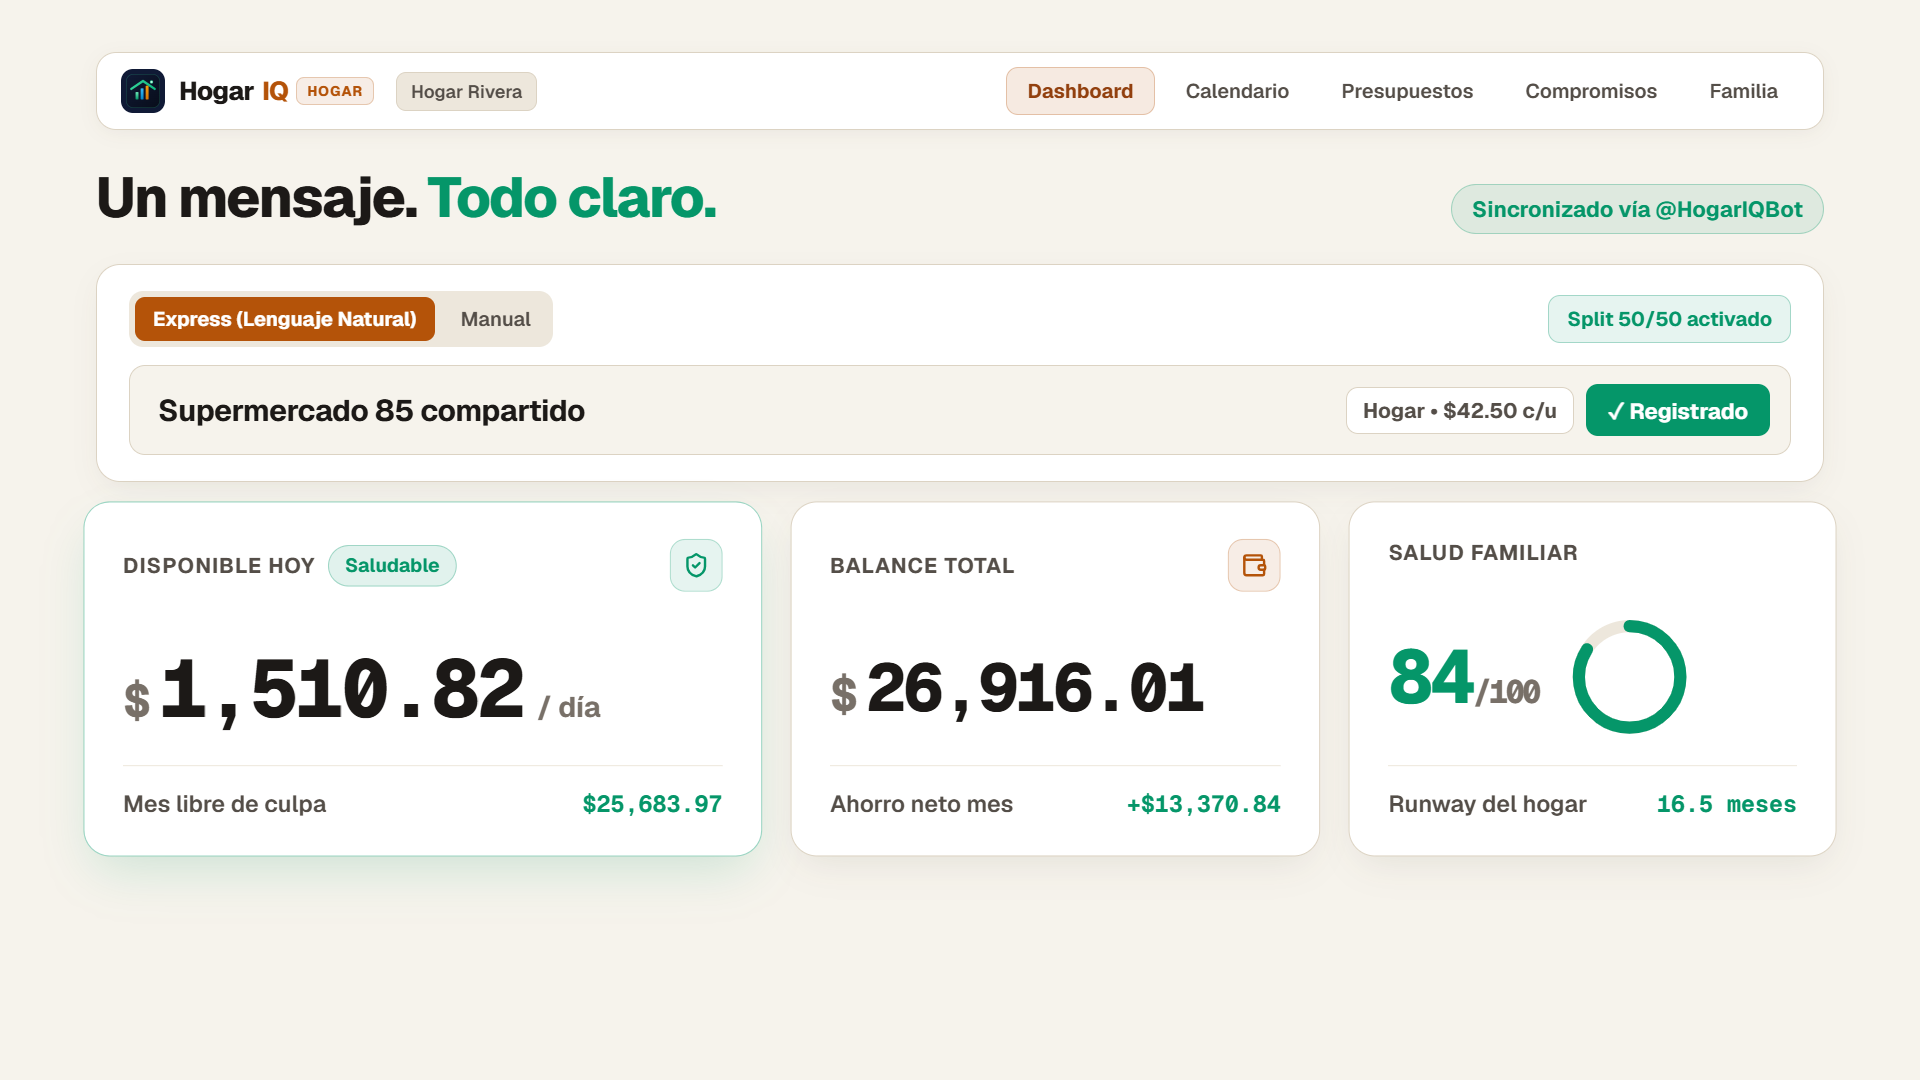 Hogar IQ HOGAR Hogar Rivera Dashboard Calendario Presupuestos Compromisos Familia
Un mensaje. Todo claro. Sincronizado vía @HogarIQBot
Express (Lenguaje Natural) Manual Split 50/50 activado
Supermercado 85 compartido Hogar • $42.50 c/u ✓ Registrado
DISPONIBLE HOY Saludable
$ 1,510.82 / día
Mes libre de culpa $25,683.97
BALANCE TOTAL
$ 26,916.01
Ahorro neto mes +$13,370.84
SALUD FAMILIAR
84/100
Runway del hogar 16.5 meses